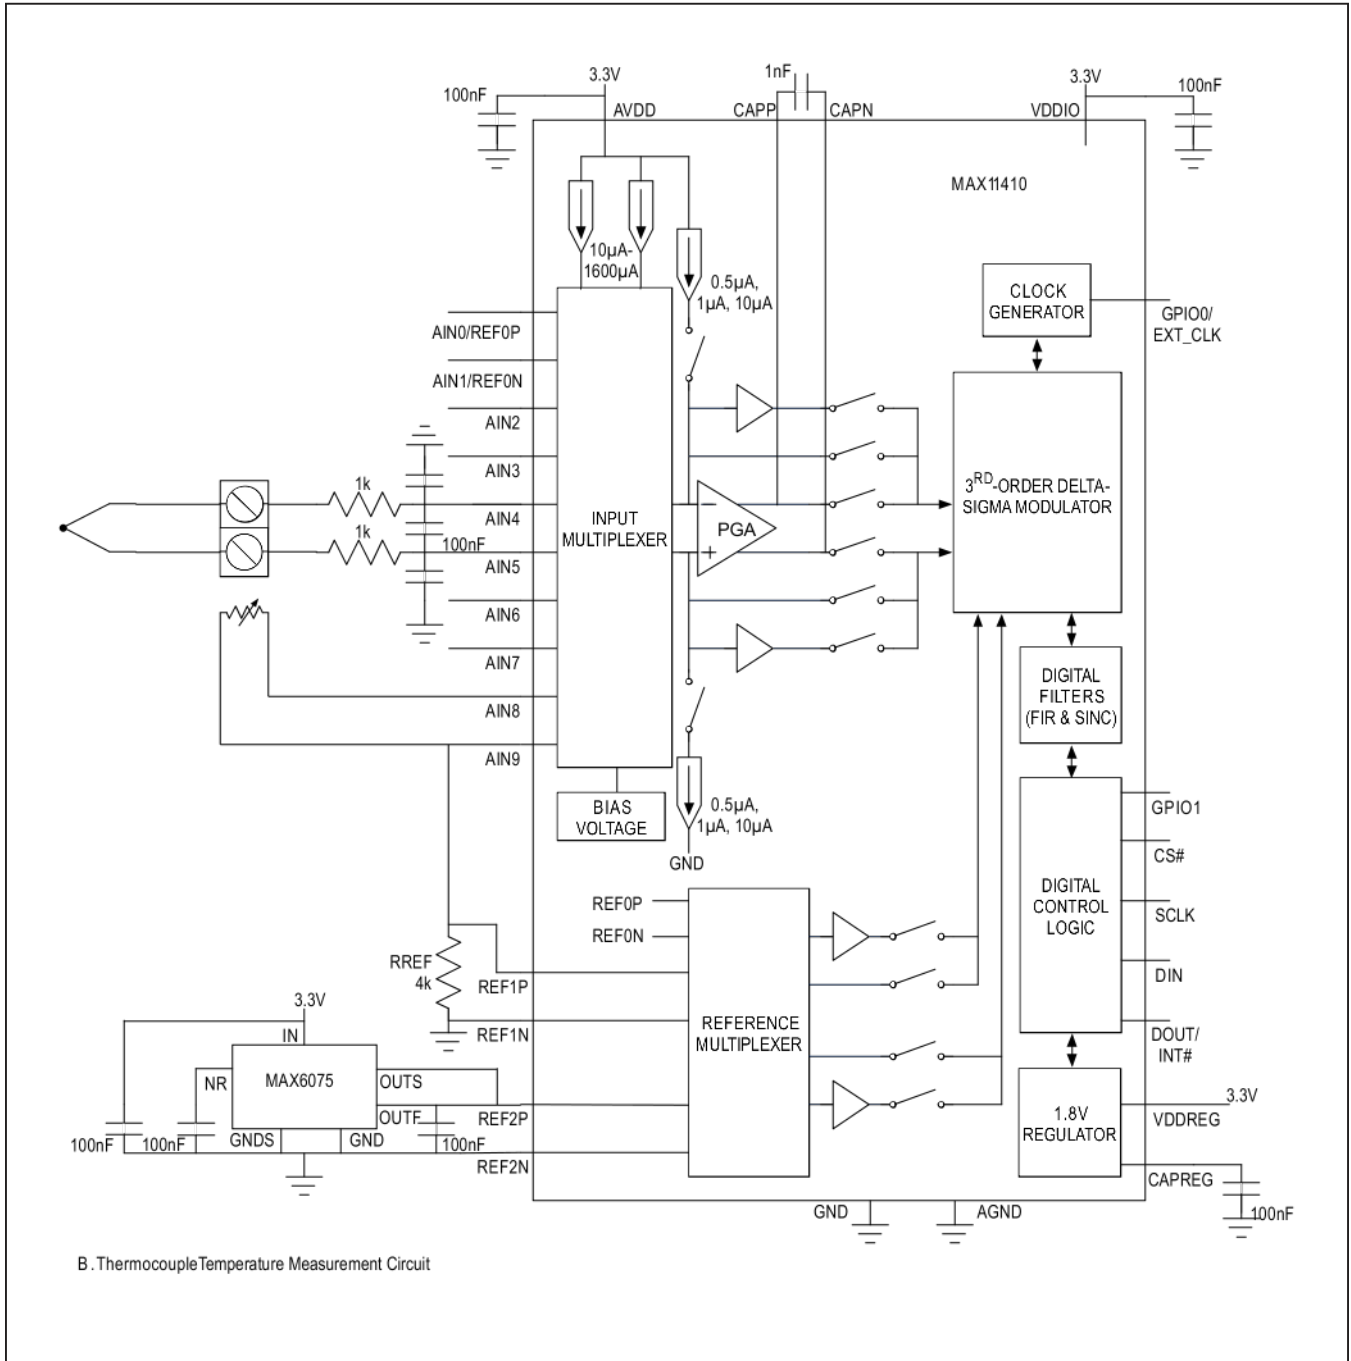 3.3V
1nF
3.3V
100nF
100nF
AVDD
CAPP
CAPN
VDDIO
MAX11410
10µA-
1600µA
0.5µA,
1µA, 10µA
CLOCK
GENERATOR
GPIO0/
EXT_CLK
AIN0/REF0P
AIN1/REF0N
AIN2
AIN3
1k
AIN4
1k
100nF
AIN5
AIN6
AIN7
AIN8
AIN9
INPUT
MULTIPLEXER
PGA
3RD-ORDER DELTA-
SIGMA MODULATOR
DIGITAL
FILTERS
(FIR & SINC)
BIAS
VOLTAGE
0.5µA,
1µA, 10µA
GND
GPIO1
CS#
SCLK
DIN
DOUT/
INT#
DIGITAL
CONTROL
LOGIC
REF0P
REF0N
RREF
4k
REF1P
REF1N
REFERENCE
MULTIPLEXER
3.3V
IN
NR
MAX6075
OUTS
OUTF
GNDS
GND
100nF
100nF
100nF
REF2P
REF2N
1.8V
REGULATOR
3.3V
VDDREG
CAPREG
100nF
GND
AGND
B. Thermocouple Temperature Measurement Circuit